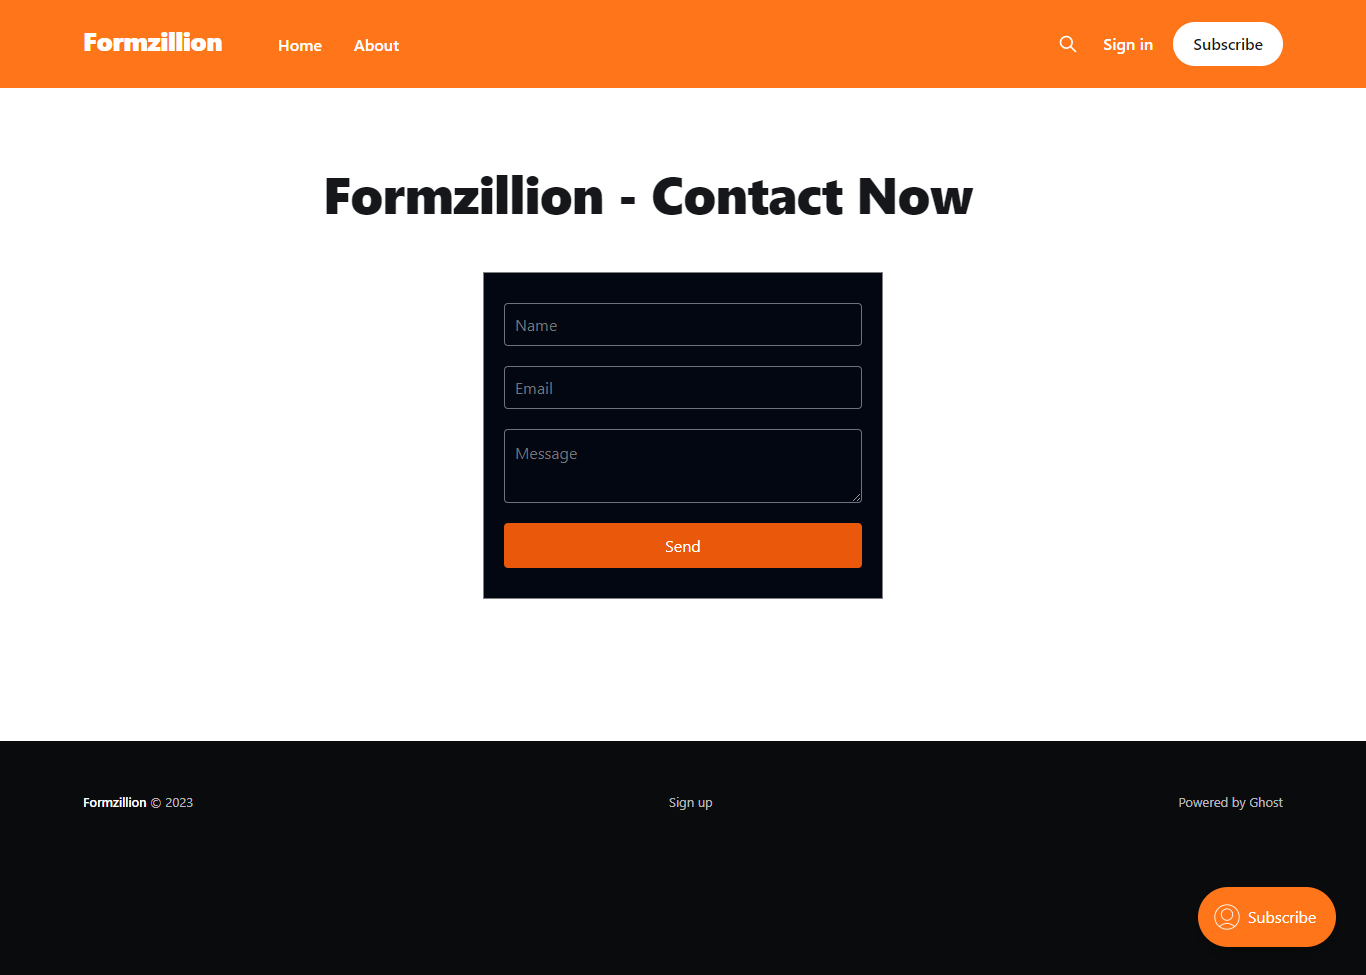 Formzillion Home About Sign in Subscribe
Formzillion - Contact Now
Name
Email
Message
Send
Formzillion © 2023 Sign up Powered by Ghost
Subscribe